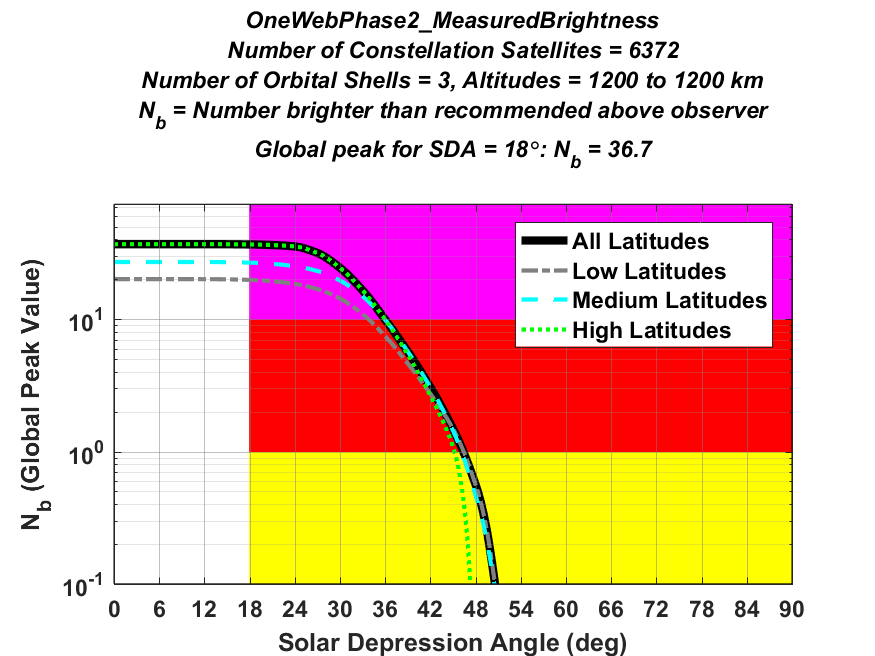 OneWebPhase2_MeasuredBrightness
Number of Constellation Satellites = 6372
Number of Orbital Shells = 3, Altitudes = 1200 to 1200 km
N_b = Number brighter than recommended above observer
Global peak for SDA = 18°: N_b = 36.7
All Latitudes
Low Latitudes
Medium Latitudes
High Latitudes
N_b (Global Peak Value)
10^1
10^0
10^-1
0 6 12 18 24 30 36 42 48 54 60 66 72 78 84 90
Solar Depression Angle (deg)